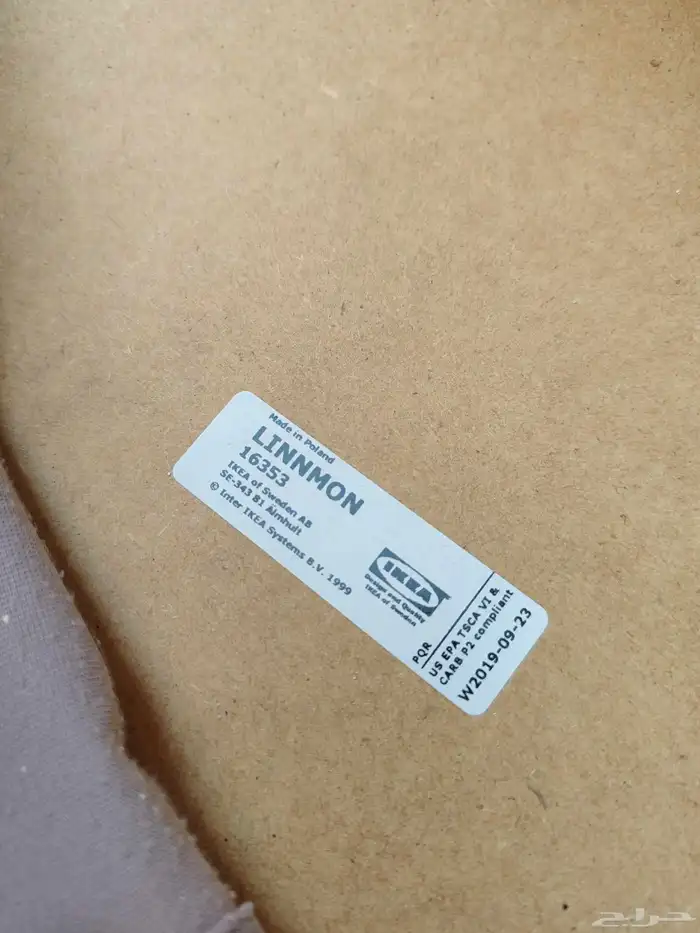 Made in Poland
LINNMON
16353
IKEA of Sweden AB
SE-343 81 Älmhult
© Inter IKEA Systems B.V. 1999
IKEA
Design and Quality
IKEA of Sweden
PQR
US EPA TSCA VI &
CARB P2 compliant
W2019-09-23
حراج